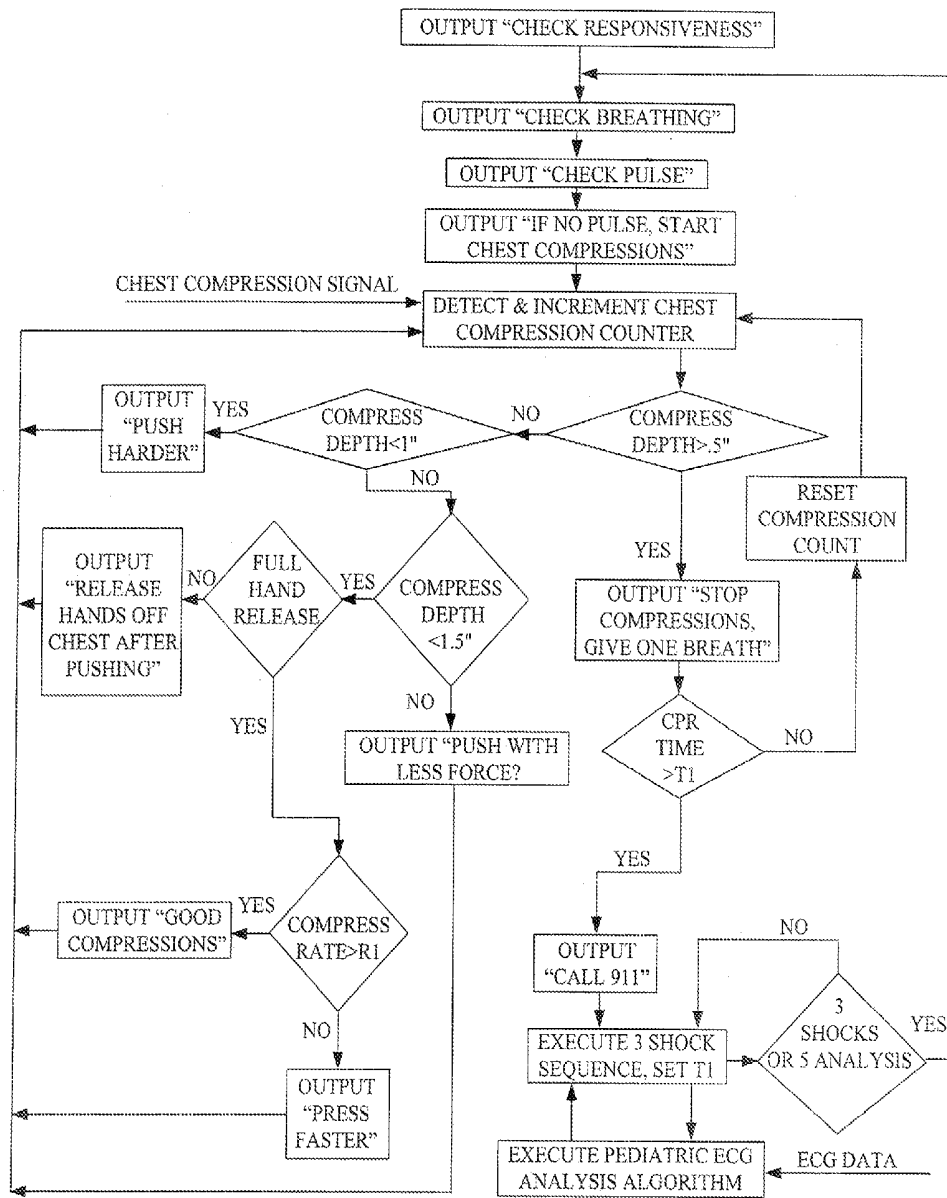 OUTPUT “CHECK RESPONSIVENESS”
OUTPUT “CHECK BREATHING”
OUTPUT “CHECK PULSE”
OUTPUT “IF NO PULSE, START
CHEST COMPRESSIONS”
CHEST COMPRESSION SIGNAL
DETECT & INCREMENT CHEST
COMPRESSION COUNTER
OUTPUT
“PUSH
HARDER”
YES
COMPRESS
DEPTH<1"
NO
COMPRESS
DEPTH>.5"
NO
RESET
COMPRESSION
COUNT
OUTPUT
“RELEASE
HANDS OFF
CHEST AFTER
PUSHING”
NO
FULL
HAND
RELEASE
YES
COMPRESS
DEPTH
<1.5"
YES
OUTPUT “STOP
COMPRESSIONS,
GIVE ONE BREATH”
YES
NO
OUTPUT “PUSH WITH
LESS FORCE?
CPR
TIME
>T1
NO
YES
OUTPUT “GOOD
COMPRESSIONS”
YES
COMPRESS
RATE>R1
NO
OUTPUT
“PRESS
FASTER”
OUTPUT
“CALL 911”
NO
EXECUTE 3 SHOCK
SEQUENCE, SET T1
3
SHOCKS
OR 5 ANALYSIS
YES
EXECUTE PEDIATRIC ECG
ANALYSIS ALGORITHM
ECG DATA